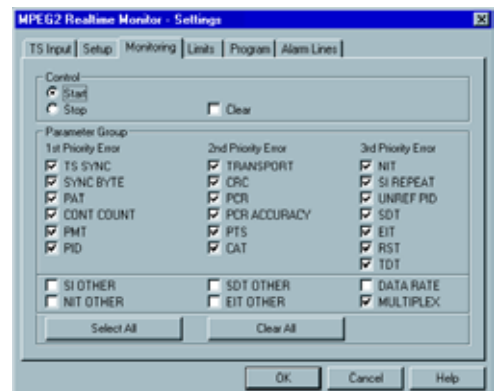 MPEG2 Realtime Monitor - Settings
TS Input Setup Monitoring Limits Program Alarm Lines
Control
Start
Stop Clear
Parameter Group
1st Priority Error 2nd Priority Error 3rd Priority Error
TS SYNC TRANSPORT NIT
SYNC BYTE CRC SI REPEAT
PAT PCR UNREF PID
CONT COUNT PCR ACCURACY SDT
PMT PTS EIT
PID CAT RST
TDT
SI OTHER SDT OTHER DATA RATE
NIT OTHER EIT OTHER MULTIPLEX
Select All Clear All
OK Cancel Help